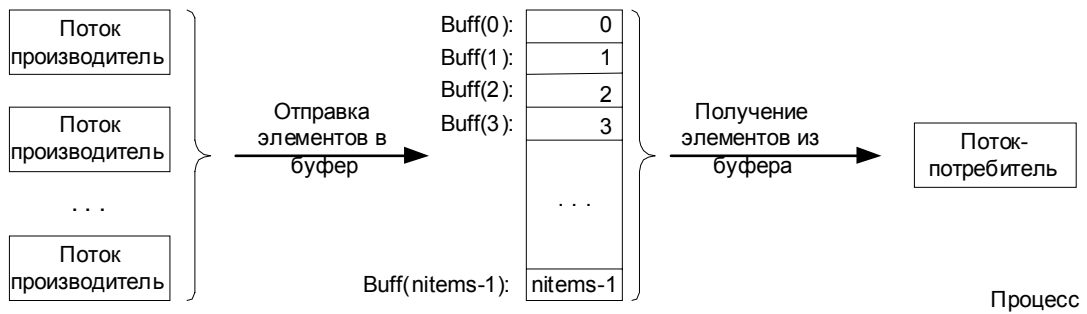 Поток
производитель
Поток
производитель
. . .
Поток
производитель
Отправка
элементов в
буфер
Buff(0):
0
Buff(1):
1
Buff(2):
2
Buff(3):
3
. . .
Buff(nitems-1):
nitems-1
Получение
элементов из
буфера
Поток-
потребитель
Процесс